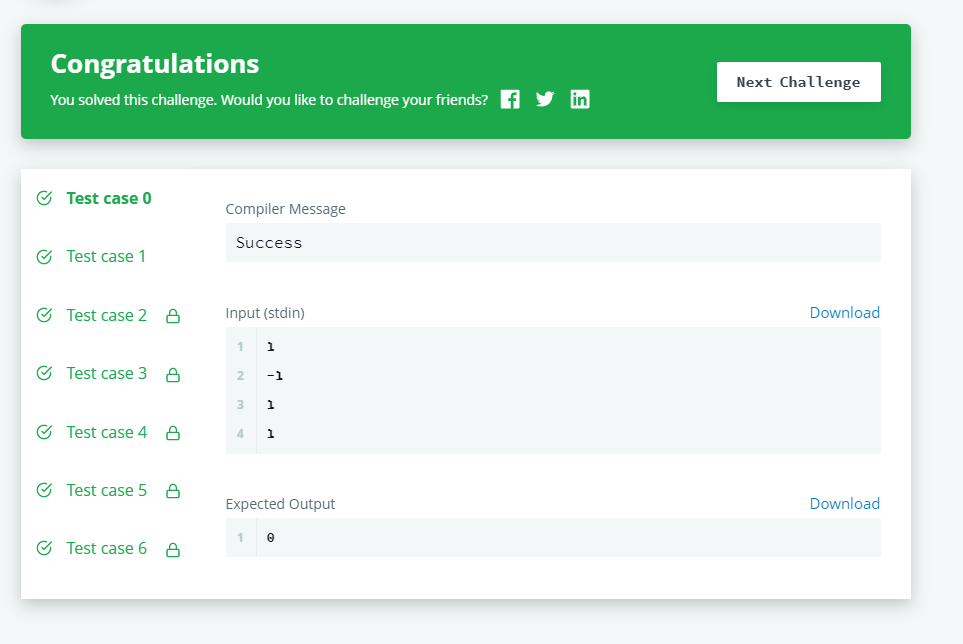 Congratulations
You solved this challenge. Would you like to challenge your friends?
Next Challenge
Test case 0
Test case 1
Test case 2
Test case 3
Test case 4
Test case 5
Test case 6
Compiler Message
Success
Input (stdin)
Download
1 1
2 -1
3 1
4 1
Expected Output
Download
1 0